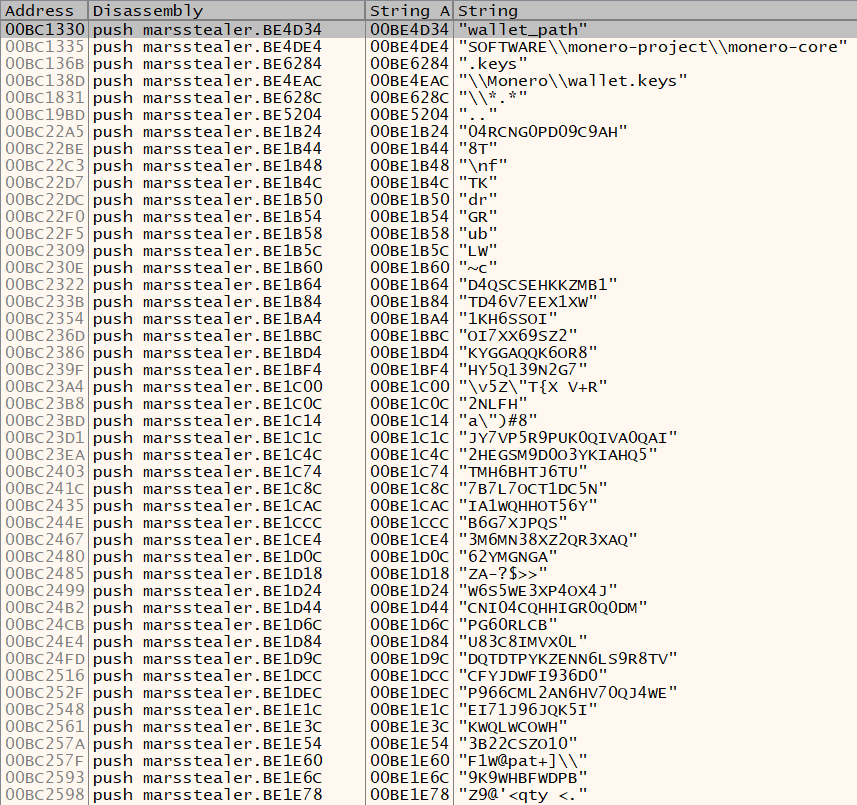 Address Disassembly String A String
00BC1330 push marsstealer.BE4D34 00BE4D34 "wallet_path"
00BC1335 push marsstealer.BE4DE4 00BE4DE4 "SOFTWARE\\monero-project\\monero-core"
00BC136B push marsstealer.BE6284 00BE6284 ".keys"
00BC138D push marsstealer.BE4EAC 00BE4EAC "\\Monero\\wallet.keys"
00BC1831 push marsstealer.BE628C 00BE628C "\\*.*"
00BC19BD push marsstealer.BE5204 00BE5204 ".."
00BC22A5 push marsstealer.BE1B24 00BE1B24 "04RCNG0PD09C9AH"
00BC22BE push marsstealer.BE1B44 00BE1B44 "8T"
00BC22C3 push marsstealer.BE1B48 00BE1B48 "\nf"
00BC22D7 push marsstealer.BE1B4C 00BE1B4C "TK"
00BC22DC push marsstealer.BE1B50 00BE1B50 "dr"
00BC22F0 push marsstealer.BE1B54 00BE1B54 "GR"
00BC22F5 push marsstealer.BE1B58 00BE1B58 "ub"
00BC2309 push marsstealer.BE1B5C 00BE1B5C "LW"
00BC230E push marsstealer.BE1B60 00BE1B60 "~c"
00BC2322 push marsstealer.BE1B64 00BE1B64 "D4QSCSEHKKZMB1"
00BC233B push marsstealer.BE1B84 00BE1B84 "TD46V7EEX1XW"
00BC2354 push marsstealer.BE1BA4 00BE1BA4 "1KH6SSOI"
00BC236D push marsstealer.BE1BBC 00BE1BBC "OI7XX69SZ2"
00BC2386 push marsstealer.BE1BD4 00BE1BD4 "KYGGAQQK6OR8"
00BC239F push marsstealer.BE1BF4 00BE1BF4 "HY5Q139N2G7"
00BC23A4 push marsstealer.BE1C00 00BE1C00 "\v5Z\"T{X V+R"
00BC23B8 push marsstealer.BE1C0C 00BE1C0C "2NLFH"
00BC23BD push marsstealer.BE1C14 00BE1C14 "a\")#8"
00BC23D1 push marsstealer.BE1C1C 00BE1C1C "JY7VP5R9PUK0QIVA0QAI"
00BC23EA push marsstealer.BE1C4C 00BE1C4C "2HEGSM9D0O3YKIAHQ5"
00BC2403 push marsstealer.BE1C74 00BE1C74 "TMH6BHTJ6TU"
00BC241C push marsstealer.BE1C8C 00BE1C8C "7B7L7OCT1DC5N"
00BC2435 push marsstealer.BE1CAC 00BE1CAC "IA1WQHHOT56Y"
00BC244E push marsstealer.BE1CCC 00BE1CCC "B6G7XJPQS"
00BC2467 push marsstealer.BE1CE4 00BE1CE4 "3M6MN38XZ2QR3XAQ"
00BC2480 push marsstealer.BE1D0C 00BE1D0C "62YMGNGA"
00BC2485 push marsstealer.BE1D18 00BE1D18 "ZA-?$>>"
00BC2499 push marsstealer.BE1D24 00BE1D24 "W6S5WE3XP4OX4J"
00BC24B2 push marsstealer.BE1D44 00BE1D44 "CNI04CQHHIGR0Q0DM"
00BC24CB push marsstealer.BE1D6C 00BE1D6C "PG6ORLCB"
00BC24E4 push marsstealer.BE1D84 00BE1D84 "U83C8IMVX0L"
00BC24FD push marsstealer.BE1D9C 00BE1D9C "DQTDTPYKZENN6LS9R8TV"
00BC2516 push marsstealer.BE1DCC 00BE1DCC "CFYJDWFI936D0"
00BC252F push marsstealer.BE1DEC 00BE1DEC "P966CML2AN6HV70QJ4WE"
00BC2548 push marsstealer.BE1E1C 00BE1E1C "EI71J96JQK5I"
00BC2561 push marsstealer.BE1E3C 00BE1E3C "KWQLWCOWH"
00BC257A push marsstealer.BE1E54 00BE1E54 "3B22CSZO10"
00BC257F push marsstealer.BE1E60 00BE1E60 "F1W@pat+]\\"
00BC2593 push marsstealer.BE1E6C 00BE1E6C "9K9WHBFWDPB"
00BC2598 push marsstealer.BE1E78 00BE1E78 "Z9@'<qty <."